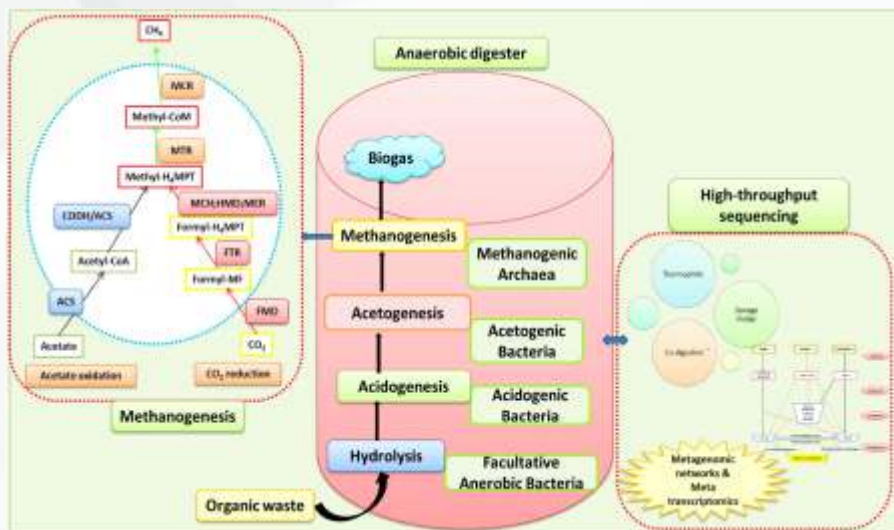 CH₄
MCR
Methyl-CoM
MTR
Methyl-H₄MPT
MCH;HMD;MER
CODH/ACS
Formyl-H₄MPT
Acetyl-CoA
FTR
Formyl-MF
ACS
FMD
Acetate
CO₂
Acetate oxidation
CO₂ reduction
Methanogenesis
Anaerobic digester
Biogas
Methanogenesis
Methanogenic
Archaea
Acetogenesis
Acetogenic
Bacteria
Acidogenesis
Acidogenic
Bacteria
Hydrolysis
Facultative
Anerobic Bacteria
Organic waste
High-throughput
sequencing
Thermophilic
Sewage
sludge
Co digestion
Metagenomic
networks &
Meta
transcriptomics